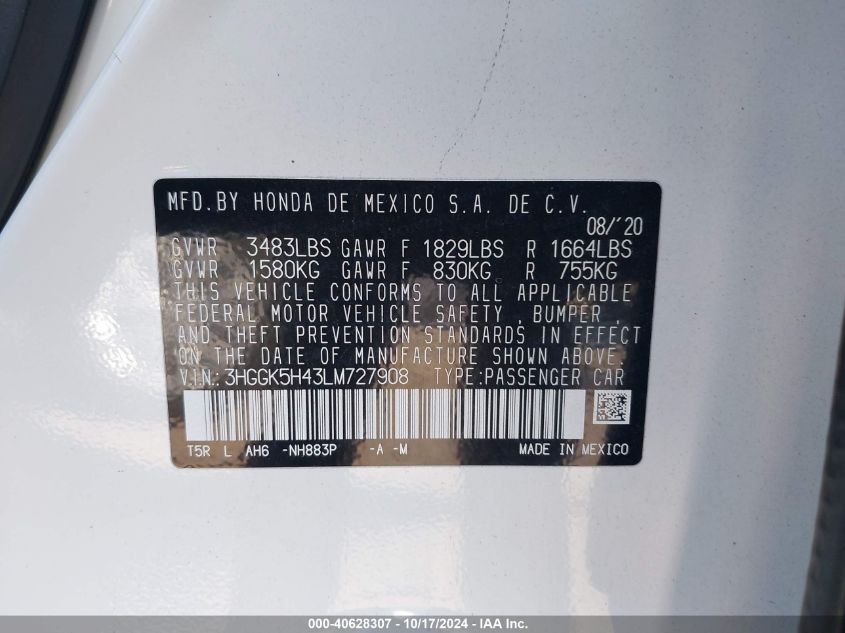 MFD.BY HONDA DE MEXICO S.A. DE C.V.
08/'20
GVWR 3483LBS GAWR F 1829LBS R 1664LBS
GVWR 1580KG GAWR F 830KG R 755KG
THIS VEHICLE CONFORMS TO ALL APPLICABLE
FEDERAL MOTOR VEHICLE SAFETY , BUMPER ,
AND THEFT PREVENTION STANDARDS IN EFFECT
ON THE DATE OF MANUFACTURE SHOWN ABOVE.
V.I.N.: 3HGGK5H43LM727908 TYPE:PASSENGER CAR
T5R L AH6 -NH883P -A -M MADE IN MEXICO
000-40628307 - 10/17/2024 - IAA Inc.